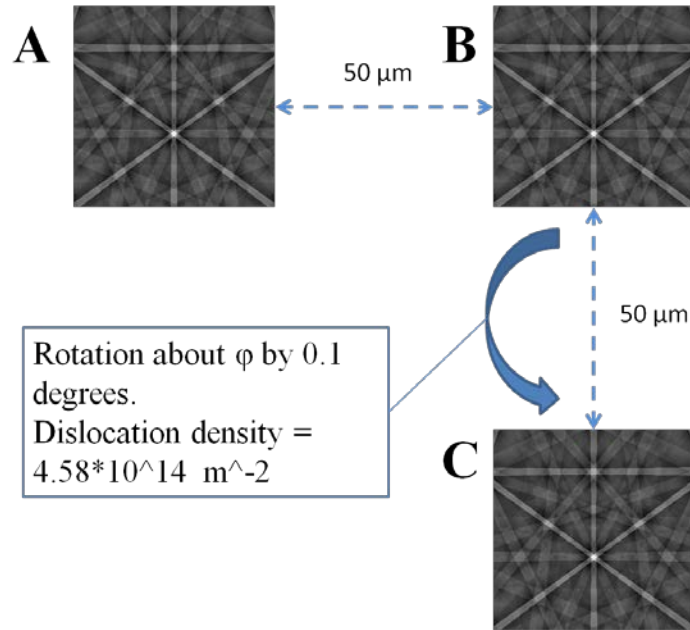 A
B
50 µm
50 µm
Rotation about φ by 0.1
degrees.
Dislocation density =
4.58*10^14 m^-2
C